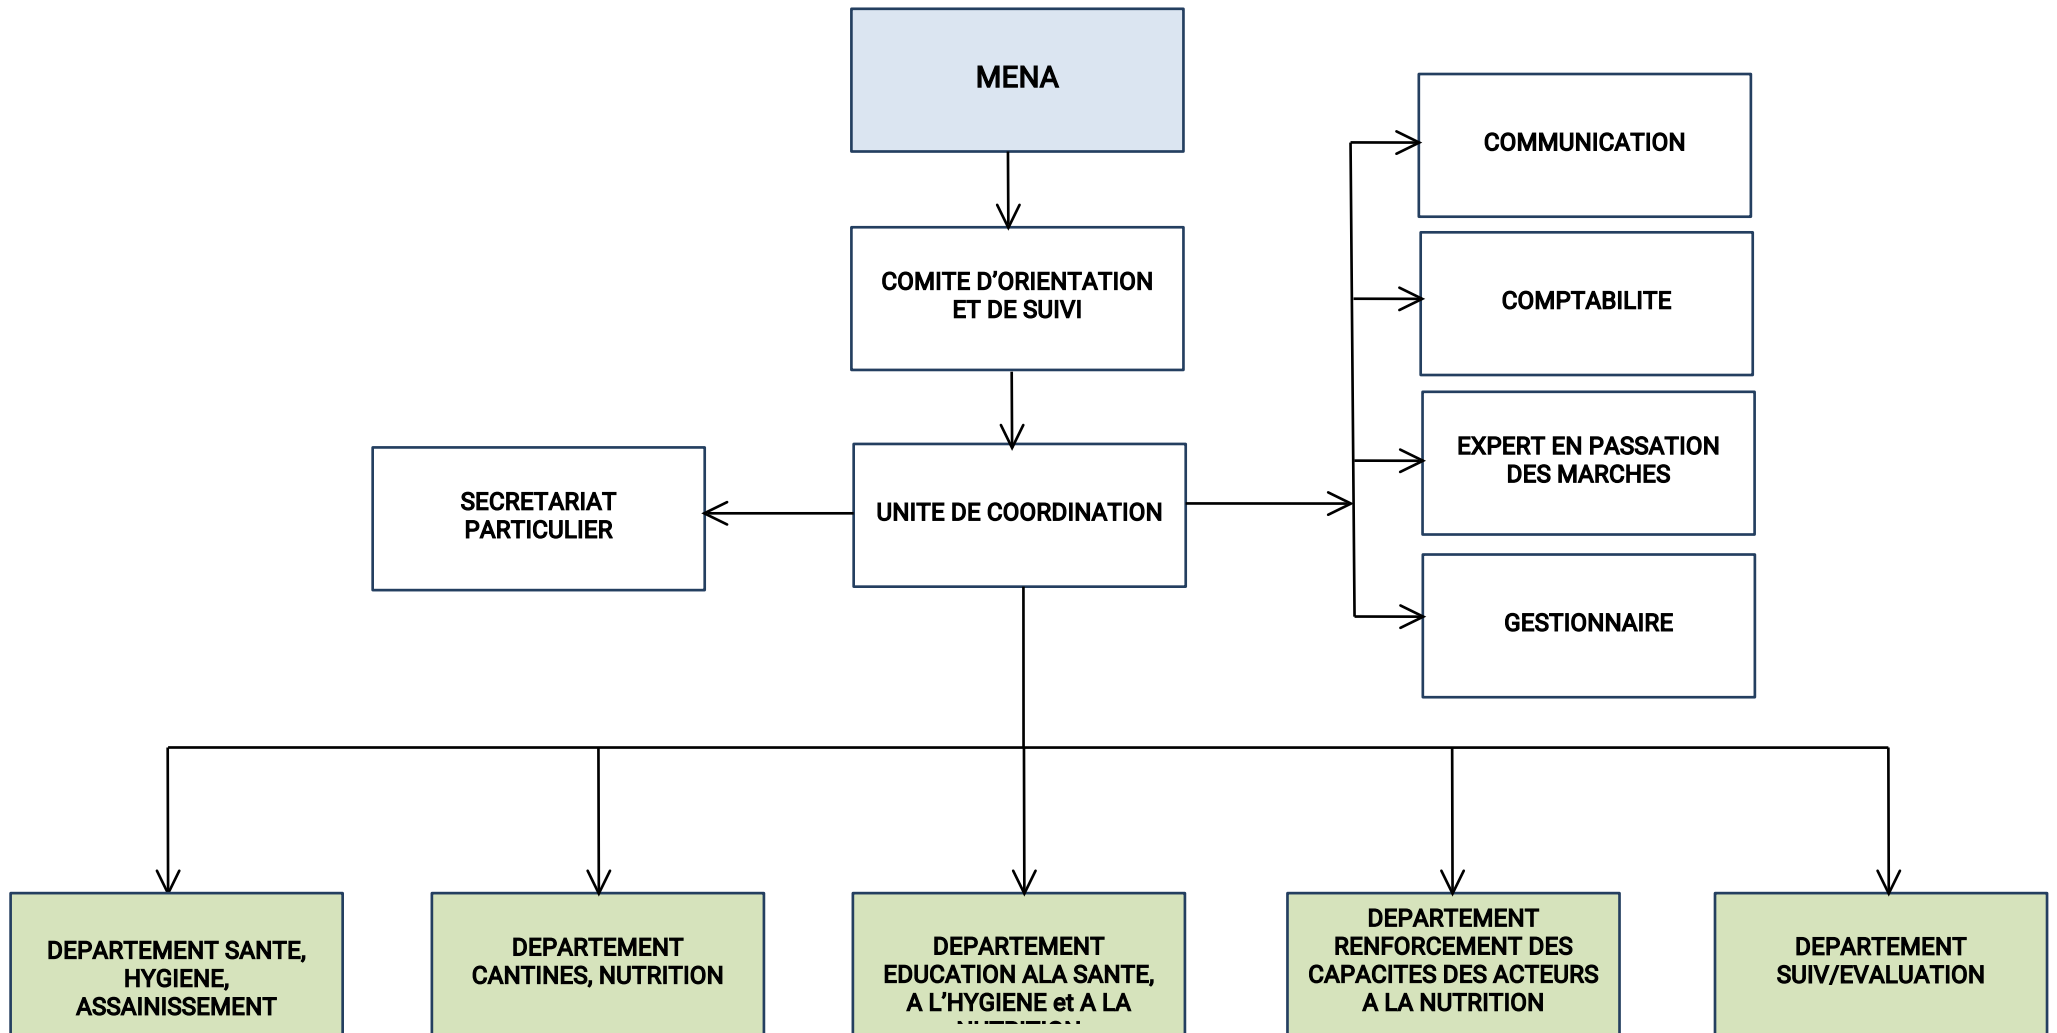 MENA
COMMUNICATION
COMITE D’ORIENTATION
ET DE SUIVI
COMPTABILITE
EXPERT EN PASSATION
DES MARCHES
SECRETARIAT
PARTICULIER
UNITE DE COORDINATION
GESTIONNAIRE
DEPARTEMENT SANTE,
HYGIENE,
ASSAINISSEMENT
DEPARTEMENT
CANTINES, NUTRITION
DEPARTEMENT
EDUCATION ALA SANTE,
A L’HYGIENE et A LA
NUTRITION
DEPARTEMENT
RENFORCEMENT DES
CAPACITES DES ACTEURS
A LA NUTRITION
DEPARTEMENT
SUIV/EVALUATION